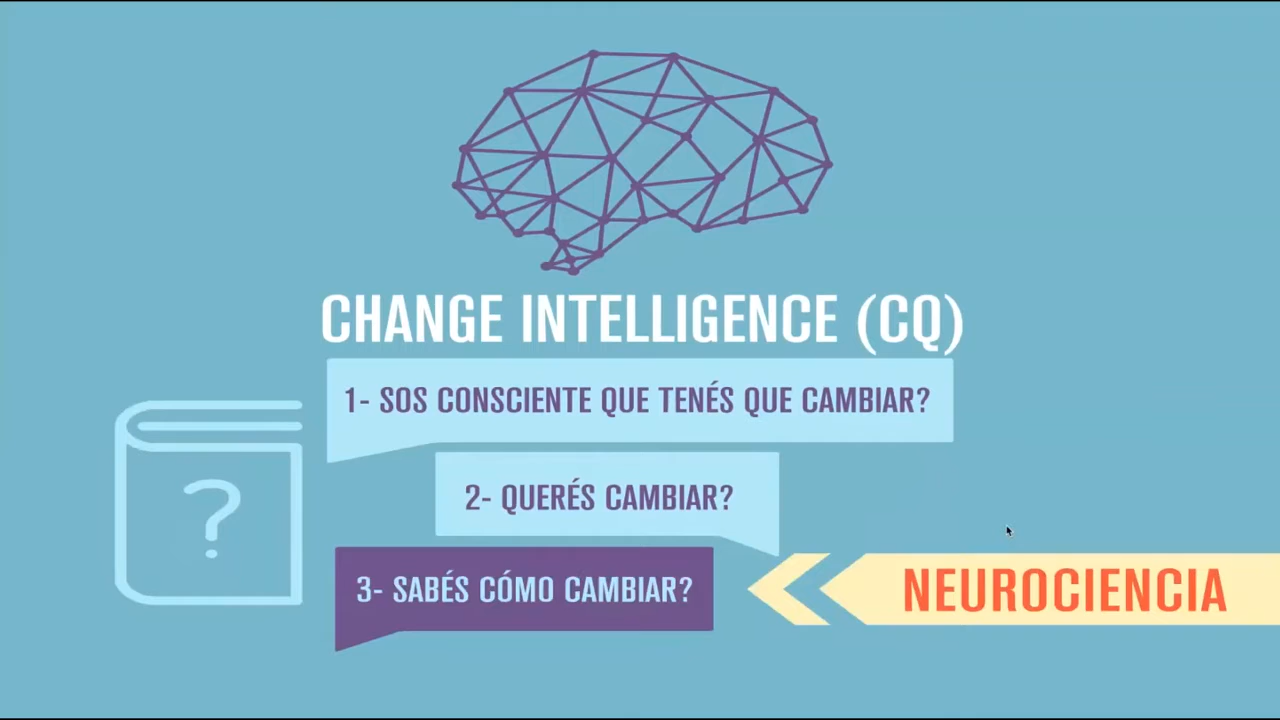 CHANGE INTELLIGENCE (CQ)
1- SOS CONSCIENTE QUE TENÉS QUE CAMBIAR?
2- QUERÉS CAMBIAR?
3- SABÉS CÓMO CAMBIAR?
NEUROCIENCIA
?